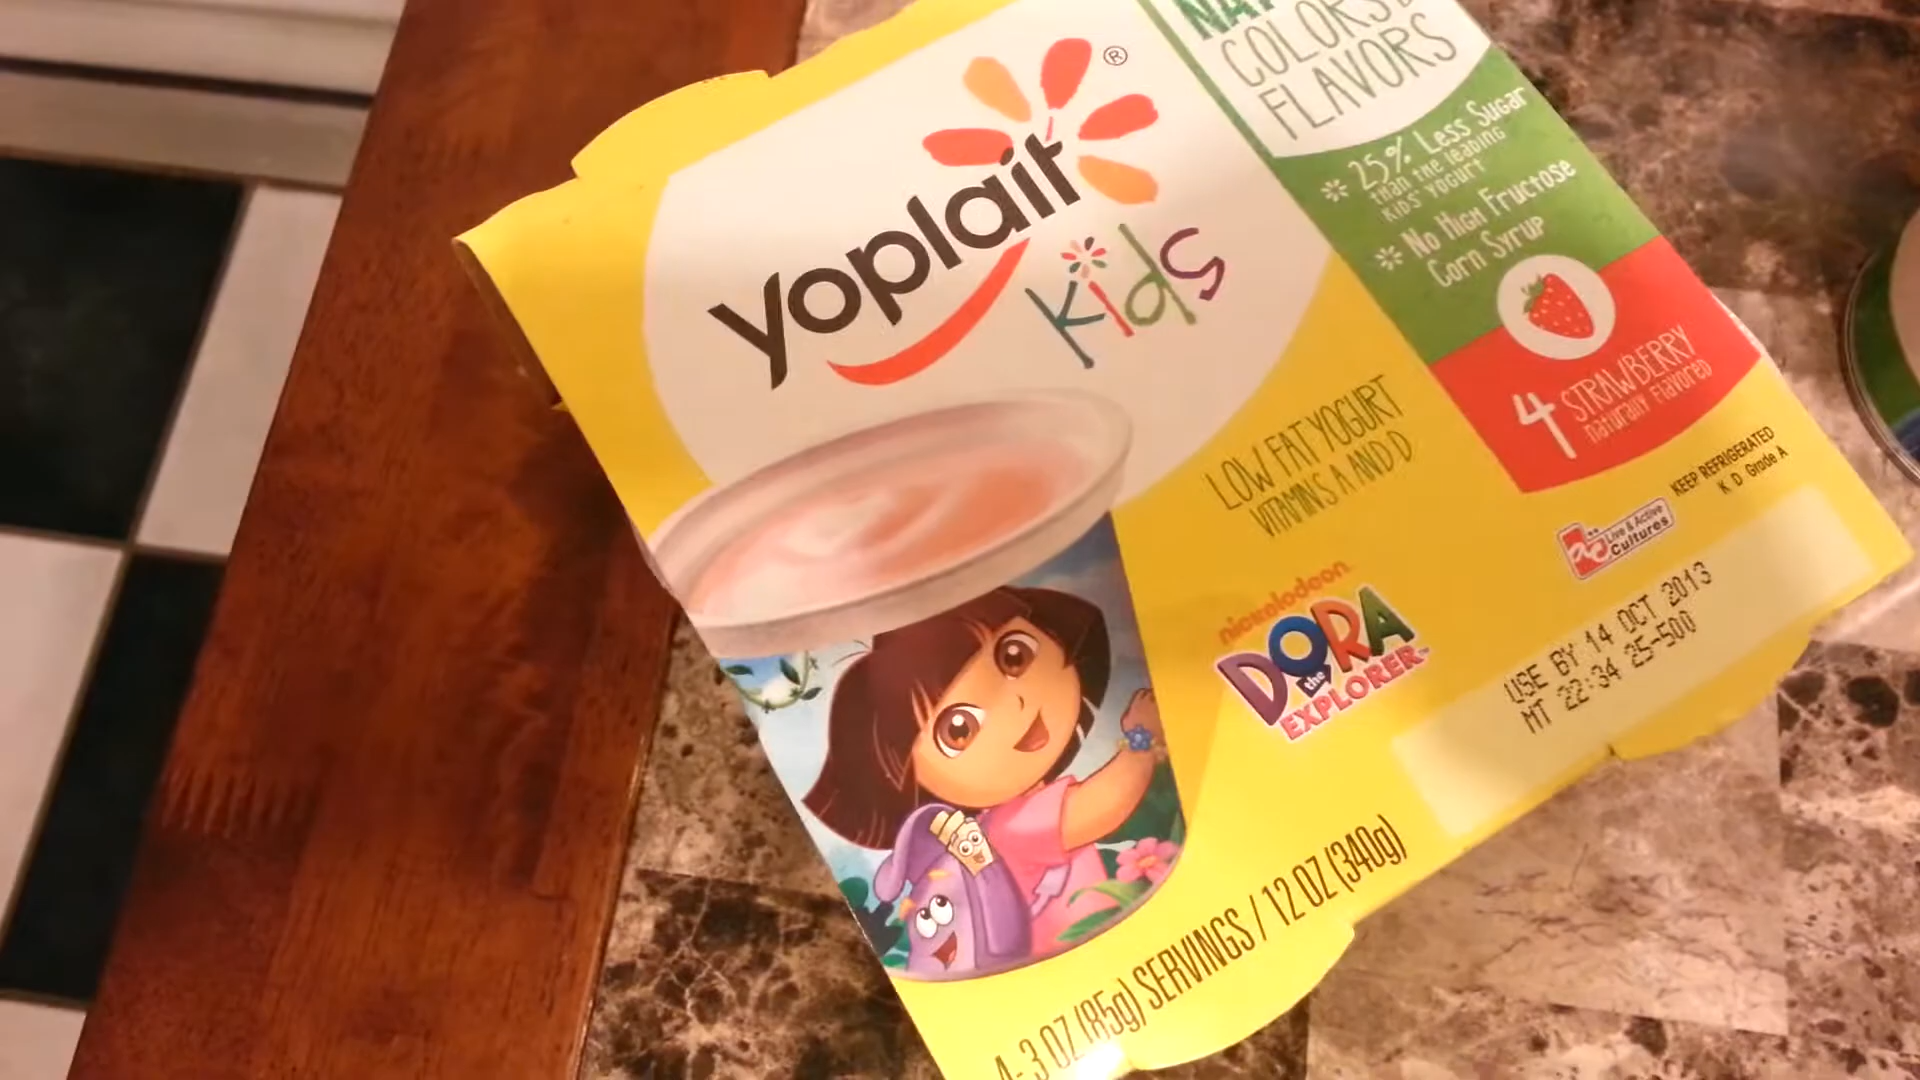 yoplait®
kids
COLORS
FLAVORS
25% Less Sugar
than the leading
KIDS' YOGURT
No High Fructose
Corn Syrup
4 STRAWBERRY
naturally Flavored
LOW FAT YOGURT
VITAMINS A AND D
KEEP REFRIGERATED
K D Grade A
Live & Active
Cultures
nickelodeon
DORA
the
EXPLORER™
USE BY 14 OCT 2013
MT 22:34 25-500
4-3 OZ (85g) SERVINGS / 12 OZ (340g)